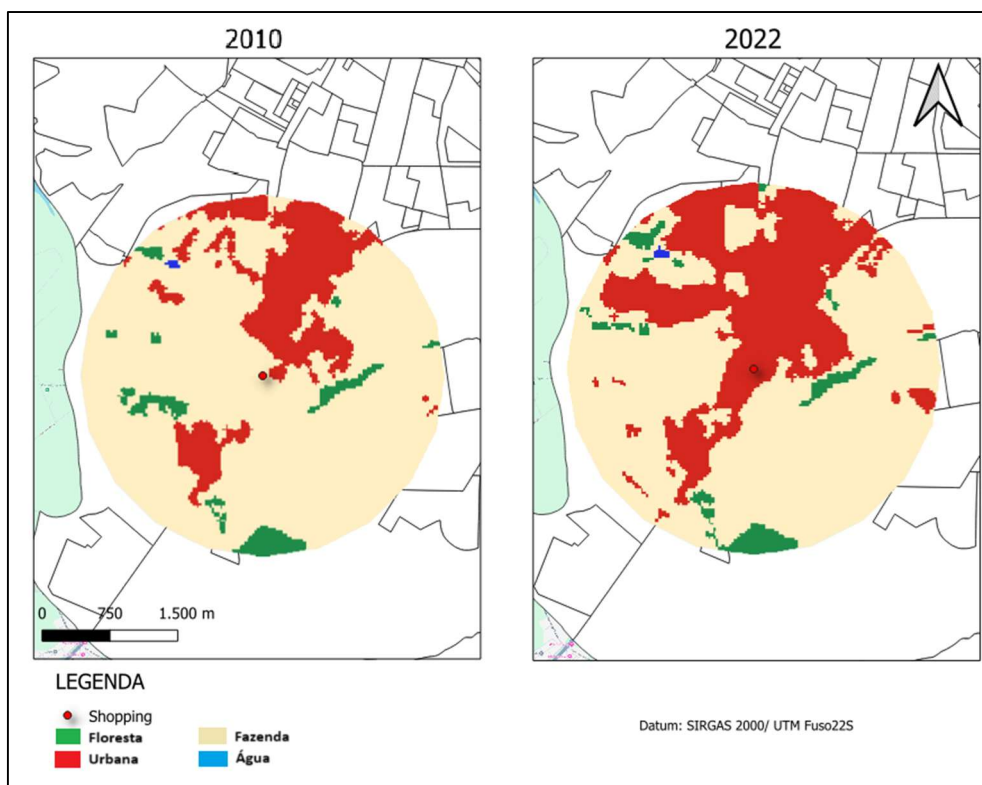 2010
2022
0 750 1.500 m
LEGENDA
Shopping
Floresta
Fazenda
Urbana
Água
Datum: SIRGAS 2000/ UTM Fuso22S